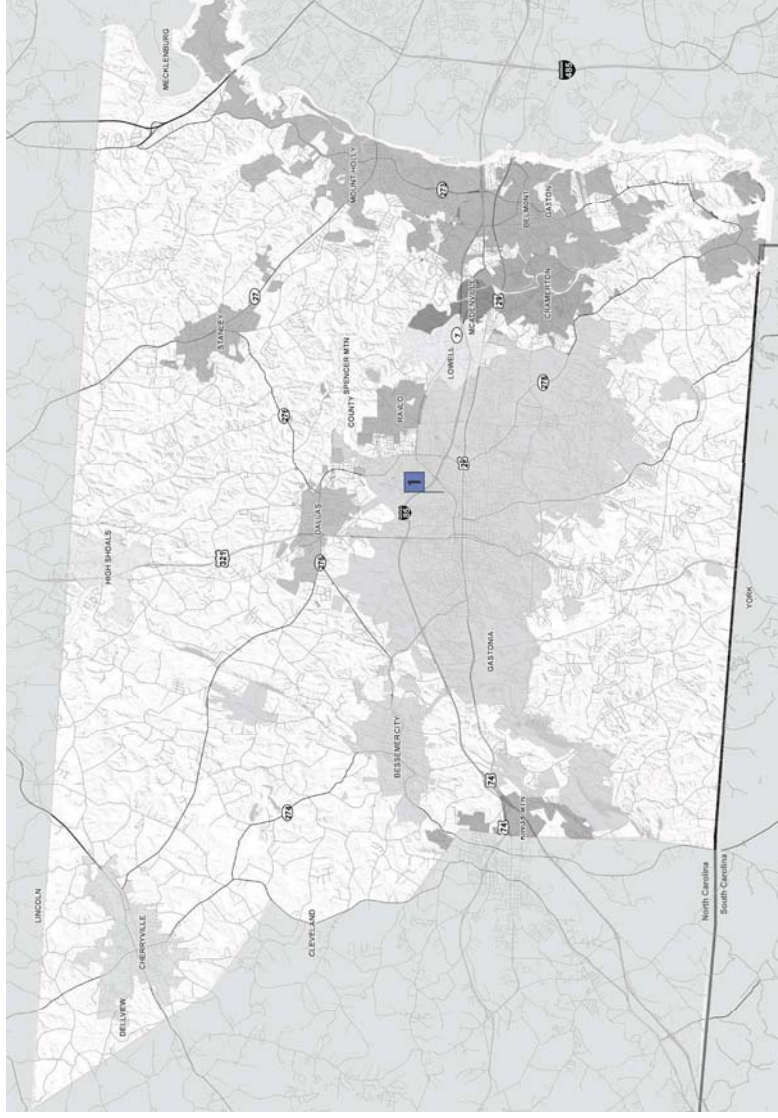 LINCOLN
HIGH SHOALS
DELLVIEW
CHERRYVILLE
MECKLENBURG
321
STANLEY
27
275
274
CLEVELAND
DALLAS
SPENCER MTN
COUNTY
MOUNT HOLLY
BESSEMER CITY
RANLO
85
1
273
LOWELL
7
29
MCADENVILLE
GASTONIA
74
29
74
BELMONT
CRAMERTON
GASTON
279
485
North Carolina
South Carolina
YORK